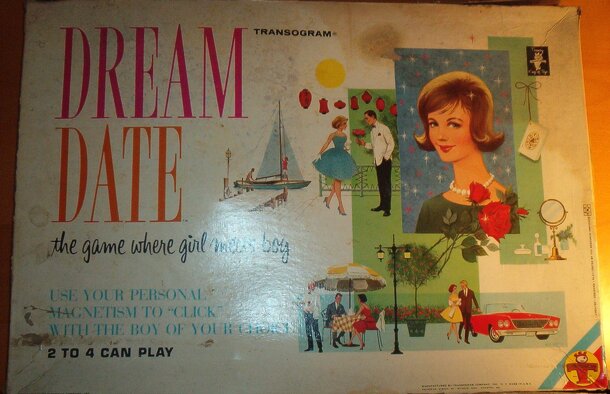 DREAM
TRANSOGRAM®
DATE
the game where girl meets boy
USE YOUR PERSONAL
MAGNETISM TO "CLICK"
WITH THE BOY OF YOUR CHOICE
2 TO 4 CAN PLAY